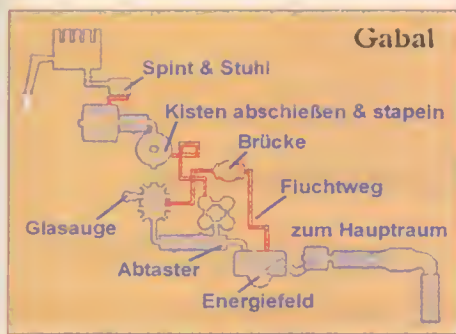 Gabal
Spint & Stuhl
Kisten abschießen & stapeln
Brücke
Fluchtweg
Glasauge
zum Hauptraum
Abtaster
Energiefeld